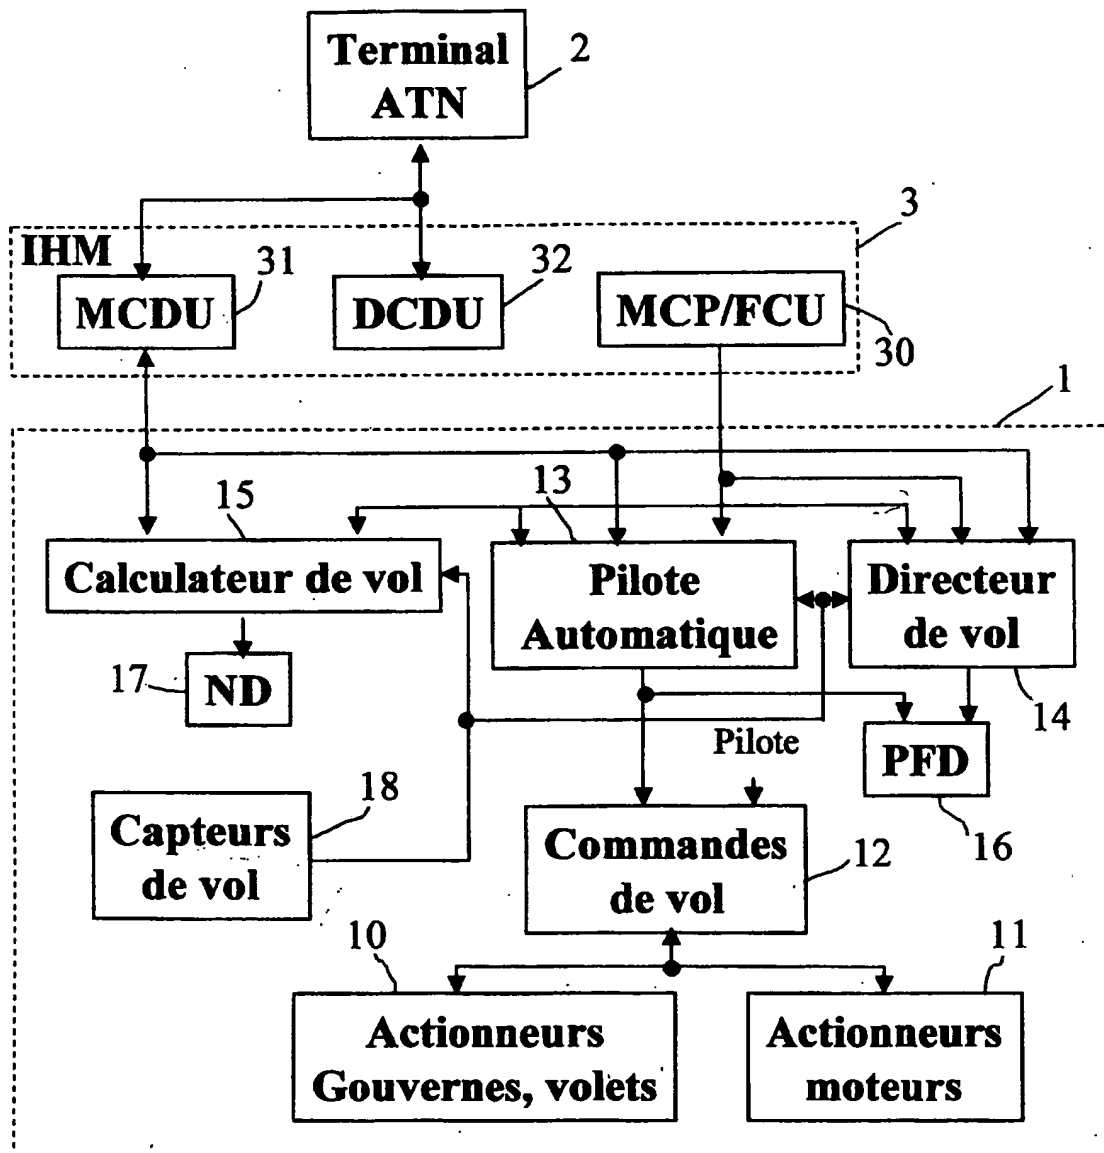 Terminal
ATN
2
3
IHM
31
32
MCDU
DCDU
MCP/FCU
30
1
15
13
Calculateur de vol
Pilote
Automatique
Directeur
de vol
17
ND
14
Pilote
PFD
18
Capteurs
de vol
Commandes
de vol
12
16
10
11
Actionneurs
Gouvernes, volets
Actionneurs
moteurs